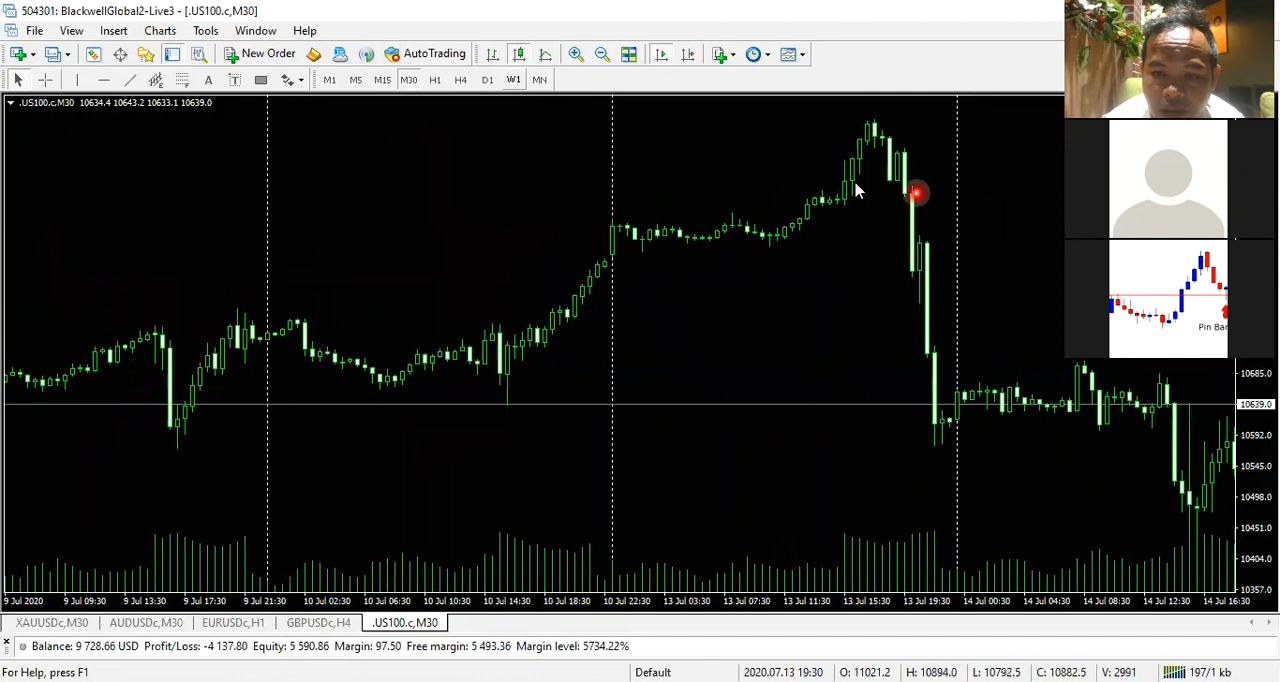 504301: BlackwellGlobal2-Live3 - [.US100.c,M30]
File View Insert Charts Tools Window Help
New Order AutoTrading
A T M1 M5 M15 M30 H1 H4 D1 W1 MN
.US100.c,M30 10634.4 10643.2 10633.1 10639.0
Pin Bar
10685.0
10639.0
10592.0
10545.0
10498.0
10451.0
10404.0
10357.0
9 Jul 2020 9 Jul 09:30 9 Jul 13:30 9 Jul 17:30 9 Jul 21:30 10 Jul 02:30 10 Jul 06:30 10 Jul 10:30 10 Jul 14:30 10 Jul 18:30 10 Jul 22:30 13 Jul 03:30 13 Jul 07:30 13 Jul 11:30 13 Jul 15:30 13 Jul 19:30 14 Jul 00:30 14 Jul 04:30 14 Jul 08:30 14 Jul 12:30 14 Jul 16:30
XAUUSDc,M30 AUDUSDc,M30 EURUSDc,H1 GBPUSDc,H4 .US100.c,M30
Balance: 9 728.66 USD Profit/Loss: -4 137.80 Equity: 5 590.86 Margin: 97.50 Free margin: 5 493.36 Margin level: 5734.22%
For Help, press F1 Default 2020.07.13 19:30 O: 11021.2 H: 10894.0 L: 10792.5 C: 10882.5 V: 2991 197/1 kb